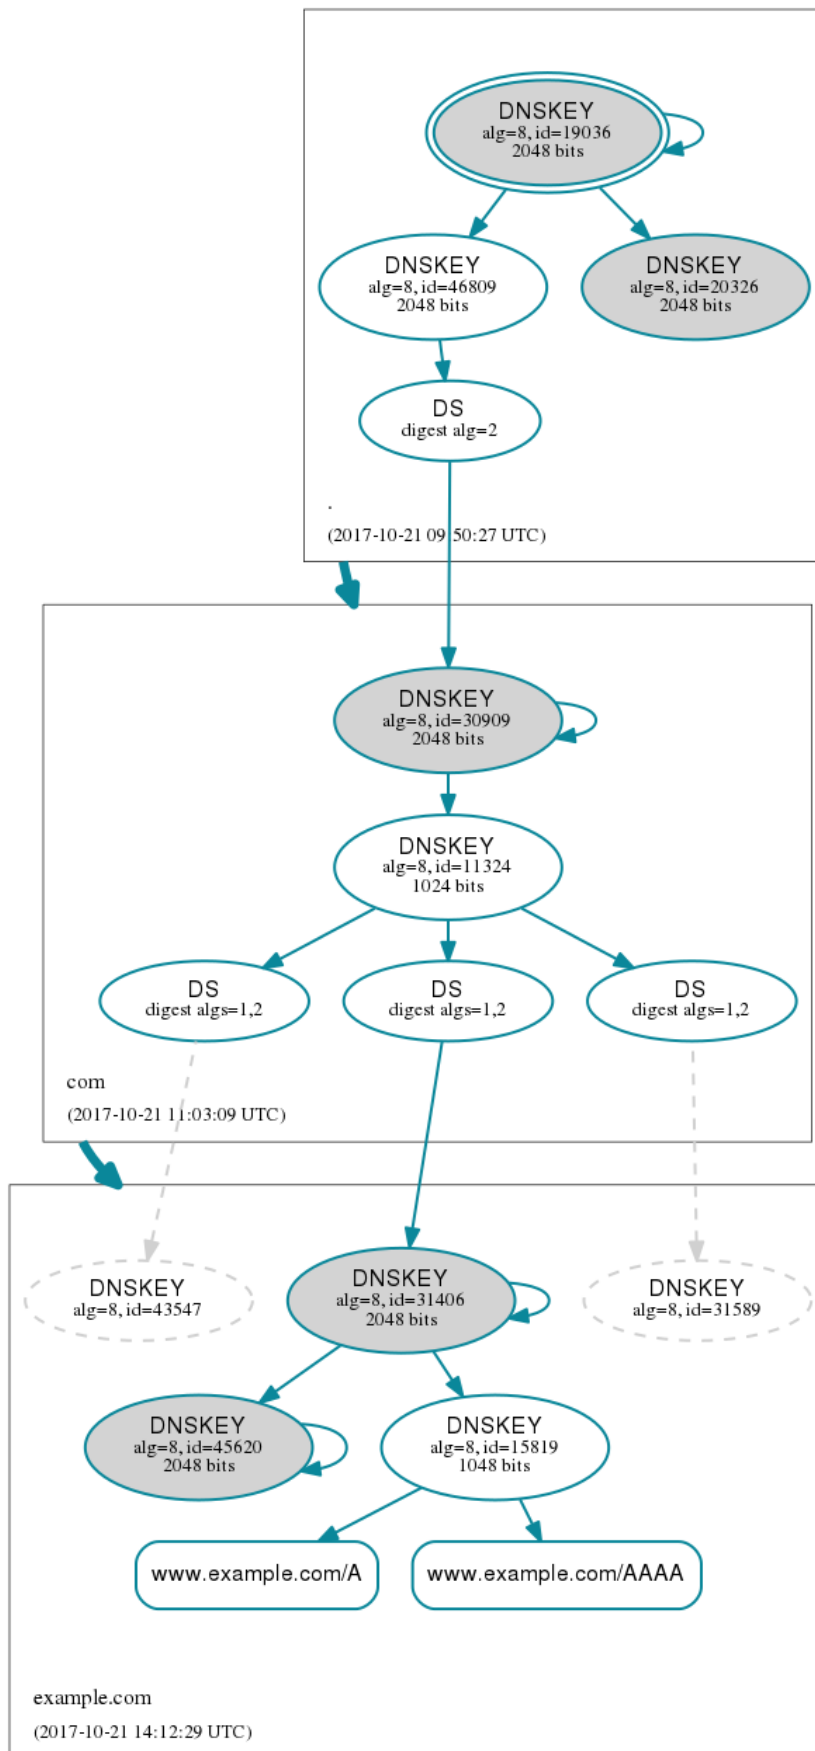 DNSKEY
alg=8, id=19036
2048 bits
DNSKEY
alg=8, id=46809
2048 bits
DNSKEY
alg=8, id=20326
2048 bits
DS
digest alg=2
.
(2017-10-21 09:50:27 UTC)
DNSKEY
alg=8, id=30909
2048 bits
DNSKEY
alg=8, id=11324
1024 bits
DS
digest algs=1,2
DS
digest algs=1,2
DS
digest algs=1,2
com
(2017-10-21 11:03:09 UTC)
DNSKEY
alg=8, id=43547
DNSKEY
alg=8, id=31406
2048 bits
DNSKEY
alg=8, id=31589
DNSKEY
alg=8, id=45620
2048 bits
DNSKEY
alg=8, id=15819
1048 bits
www.example.com/A
www.example.com/AAAA
example.com
(2017-10-21 14:12:29 UTC)